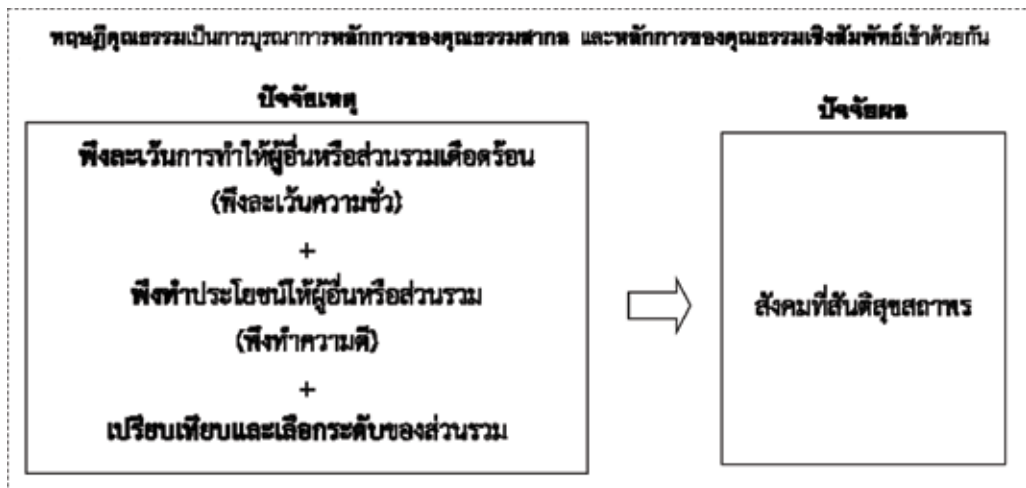 ทฤษฎีคุณธรรมเป็นการบูรณาการหลักการของคุณธรรมสากล และหลักการของคุณธรรมเชิงสัมพัทธ์เข้าด้วยกัน
ปัจจัยเหตุ
พึงละเว้นการทำให้ผู้อื่นหรือส่วนรวมเดือดร้อน
(พึงละเว้นความชั่ว)
+
พึงทำประโยชน์ให้ผู้อื่นหรือส่วนรวม
(พึงทำความดี)
+
เปรียบเทียบและเลือกระดับของส่วนรวม
ปัจจัยผล
สังคมที่สันติสุขสถาพร